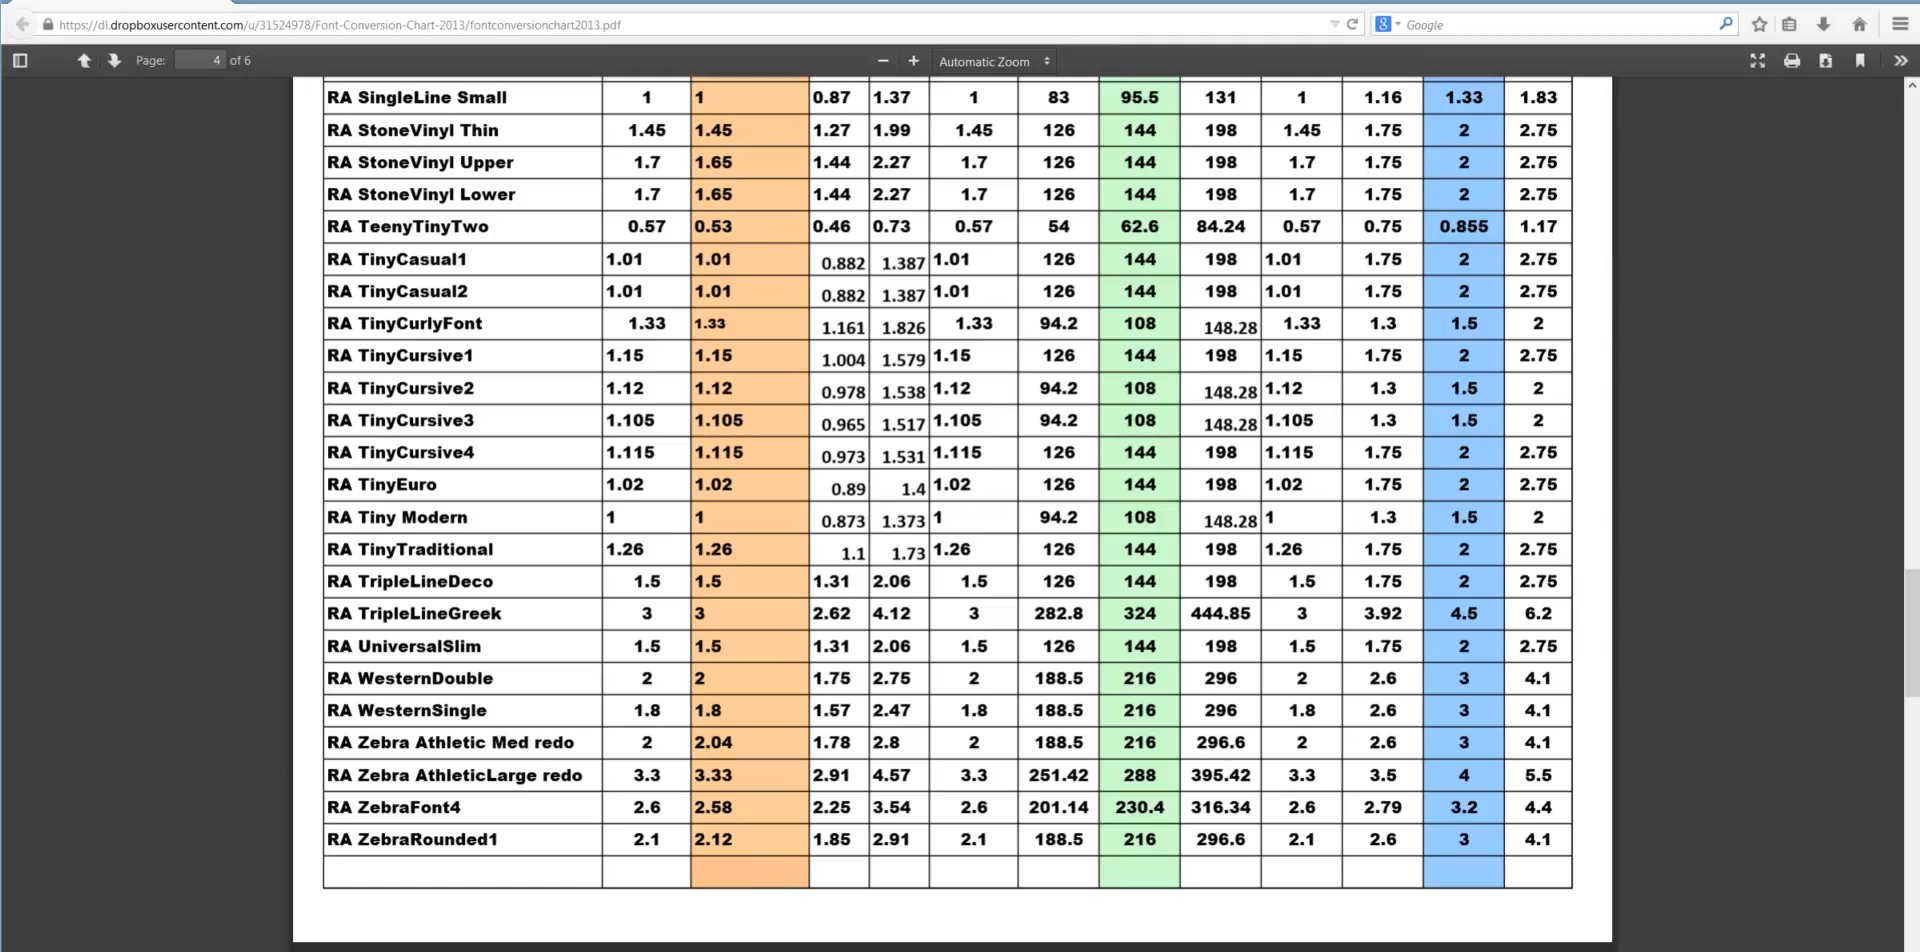 https://dl.dropboxusercontent.com/u/31524978/Font-Conversion-Chart-2013/fontconversionchart2013.pdf
Google
Page: 4 of 6
Automatic Zoom
RA SingleLine Small 1 1 0.87 1.37 1 83 95.5 131 1 1.16 1.33 1.83
RA StoneVinyl Thin 1.45 1.45 1.27 1.99 1.45 126 144 198 1.45 1.75 2 2.75
RA StoneVinyl Upper 1.7 1.65 1.44 2.27 1.7 126 144 198 1.7 1.75 2 2.75
RA StoneVinyl Lower 1.7 1.65 1.44 2.27 1.7 126 144 198 1.7 1.75 2 2.75
RA TeenyTinyTwo 0.57 0.53 0.46 0.73 0.57 54 62.6 84.24 0.57 0.75 0.855 1.17
RA TinyCasual1 1.01 1.01 0.882 1.387 1.01 126 144 198 1.01 1.75 2 2.75
RA TinyCasual2 1.01 1.01 0.882 1.387 1.01 126 144 198 1.01 1.75 2 2.75
RA TinyCurlyFont 1.33 1.33 1.161 1.826 1.33 94.2 108 148.28 1.33 1.3 1.5 2
RA TinyCursive1 1.15 1.15 1.004 1.579 1.15 126 144 198 1.15 1.75 2 2.75
RA TinyCursive2 1.12 1.12 0.978 1.538 1.12 94.2 108 148.28 1.12 1.3 1.5 2
RA TinyCursive3 1.105 1.105 0.965 1.517 1.105 94.2 108 148.28 1.105 1.3 1.5 2
RA TinyCursive4 1.115 1.115 0.973 1.531 1.115 126 144 198 1.115 1.75 2 2.75
RA TinyEuro 1.02 1.02 0.89 1.4 1.02 126 144 198 1.02 1.75 2 2.75
RA Tiny Modern 1 1 0.873 1.373 1 94.2 108 148.28 1 1.3 1.5 2
RA TinyTraditional 1.26 1.26 1.1 1.73 1.26 126 144 198 1.26 1.75 2 2.75
RA TripleLineDeco 1.5 1.5 1.31 2.06 1.5 126 144 198 1.5 1.75 2 2.75
RA TripleLineGreek 3 3 2.62 4.12 3 282.8 324 444.85 3 3.92 4.5 6.2
RA UniversalSlim 1.5 1.5 1.31 2.06 1.5 126 144 198 1.5 1.75 2 2.75
RA WesternDouble 2 2 1.75 2.75 2 188.5 216 296 2 2.6 3 4.1
RA WesternSingle 1.8 1.8 1.57 2.47 1.8 188.5 216 296 1.8 2.6 3 4.1
RA Zebra Athletic Med redo 2 2.04 1.78 2.8 2 188.5 216 296.6 2 2.6 3 4.1
RA Zebra AthleticLarge redo 3.3 3.33 2.91 4.57 3.3 251.42 288 395.42 3.3 3.5 4 5.5
RA ZebraFont4 2.6 2.58 2.25 3.54 2.6 201.14 230.4 316.34 2.6 2.79 3.2 4.4
RA ZebraRounded1 2.1 2.12 1.85 2.91 2.1 188.5 216 296.6 2.1 2.6 3 4.1